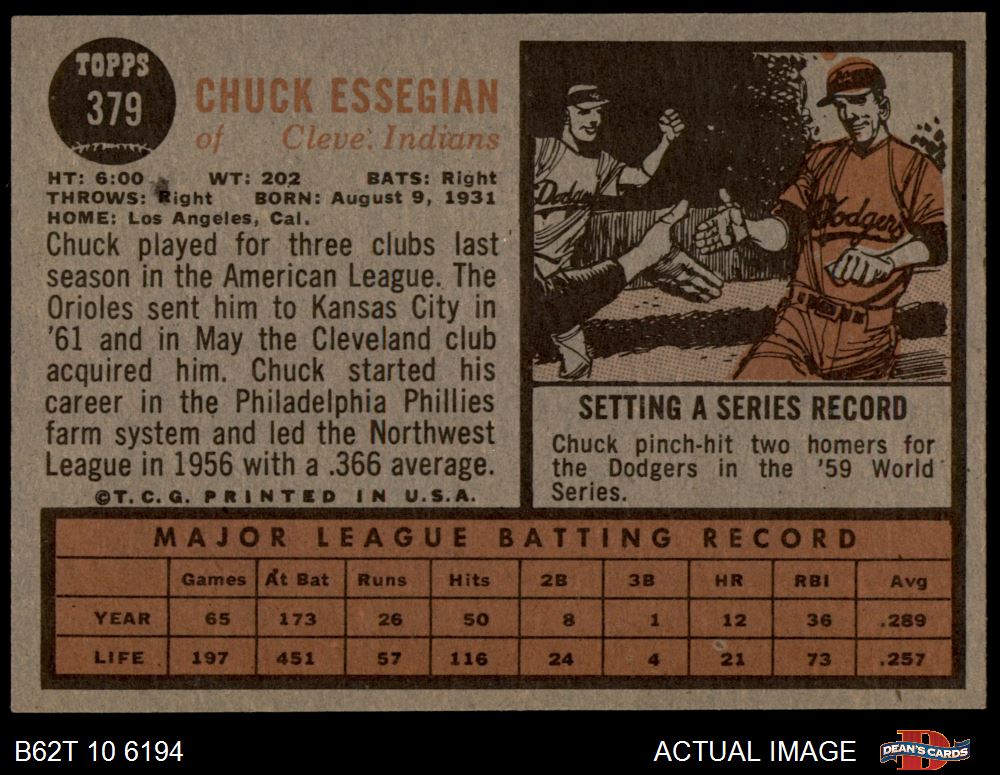 TOPPS
379
CHUCK ESSEGIAN
of Cleve. Indians
HT: 6:00 WT: 202 BATS: Right
THROWS: Right BORN: August 9, 1931
HOME: Los Angeles, Cal.
Chuck played for three clubs last
season in the American League. The
Orioles sent him to Kansas City in
'61 and in May the Cleveland club
acquired him. Chuck started his
career in the Philadelphia Phillies
farm system and led the Northwest
League in 1956 with a .366 average.
©T.C.G. PRINTED IN U.S.A.
Dodgers
Dodgers
SETTING A SERIES RECORD
Chuck pinch-hit two homers for
the Dodgers in the '59 World
Series.
MAJOR LEAGUE BATTING RECORD
Games At Bat Runs Hits 2B 3B HR RBI Avg
YEAR 65 173 26 50 8 1 12 36 .289
LIFE 197 451 57 116 24 4 21 73 .257
B62T 10 6194
ACTUAL IMAGE
D
DEAN'S CARDS